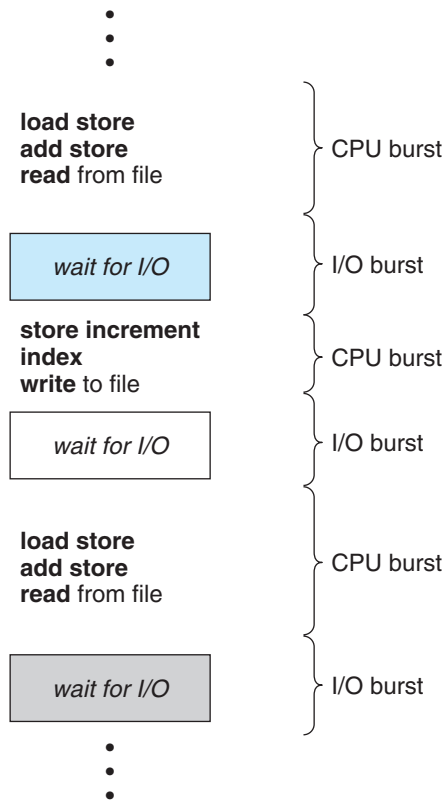 load store
add store
read from file
CPU burst
wait for I/O
I/O burst
store increment
index
write to file
CPU burst
wait for I/O
I/O burst
load store
add store
read from file
CPU burst
wait for I/O
I/O burst